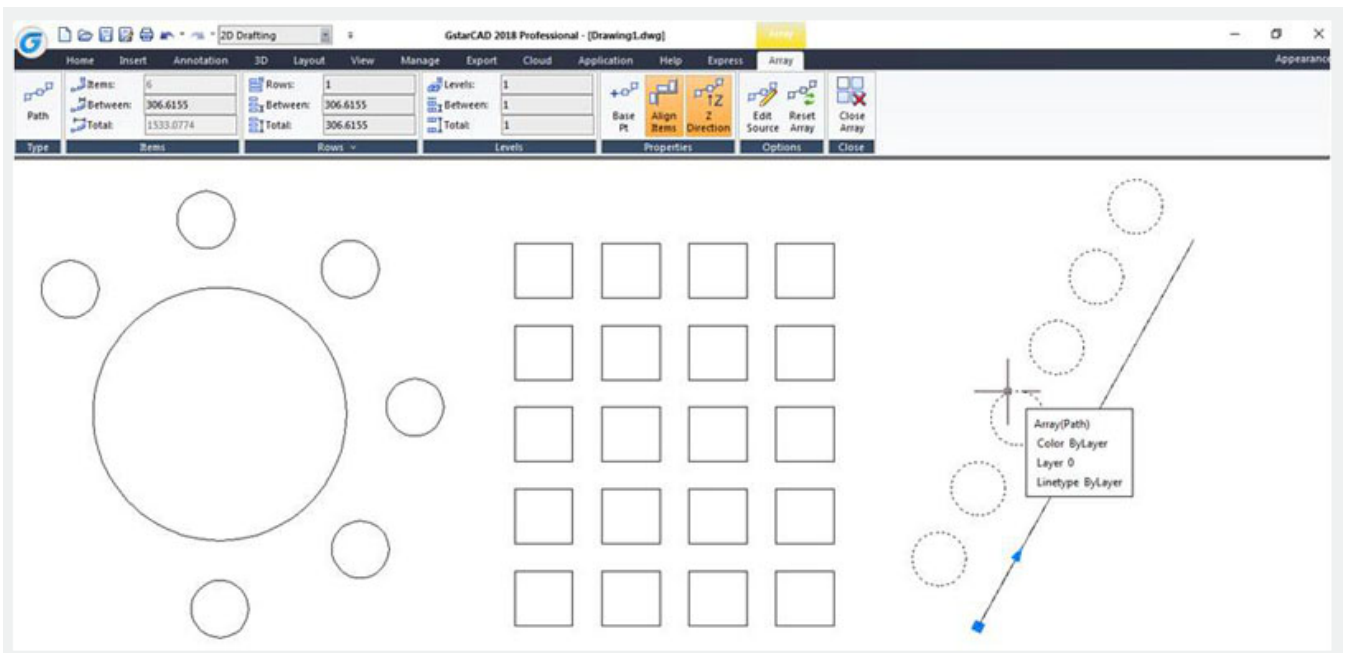 2D Drafting
GstarCAD 2018 Professional - [Drawing1.dwg]
Array
Home Insert Annotation 3D Layout View Manage Export Cloud Application Help Express Array Appearance
Path
Items: 6
Between: 306.6155
Total: 1533.0774
Rows: 1
Between: 306.6155
Total: 306.6155
Levels: 1
Between: 1
Total: 1
Base Pt
Align Items
Z Direction
Edit Source
Reset Array
Close Array
Type Items Rows Levels Properties Options Close
Z
Array(Path)
Color ByLayer
Layer 0
Linetype ByLayer